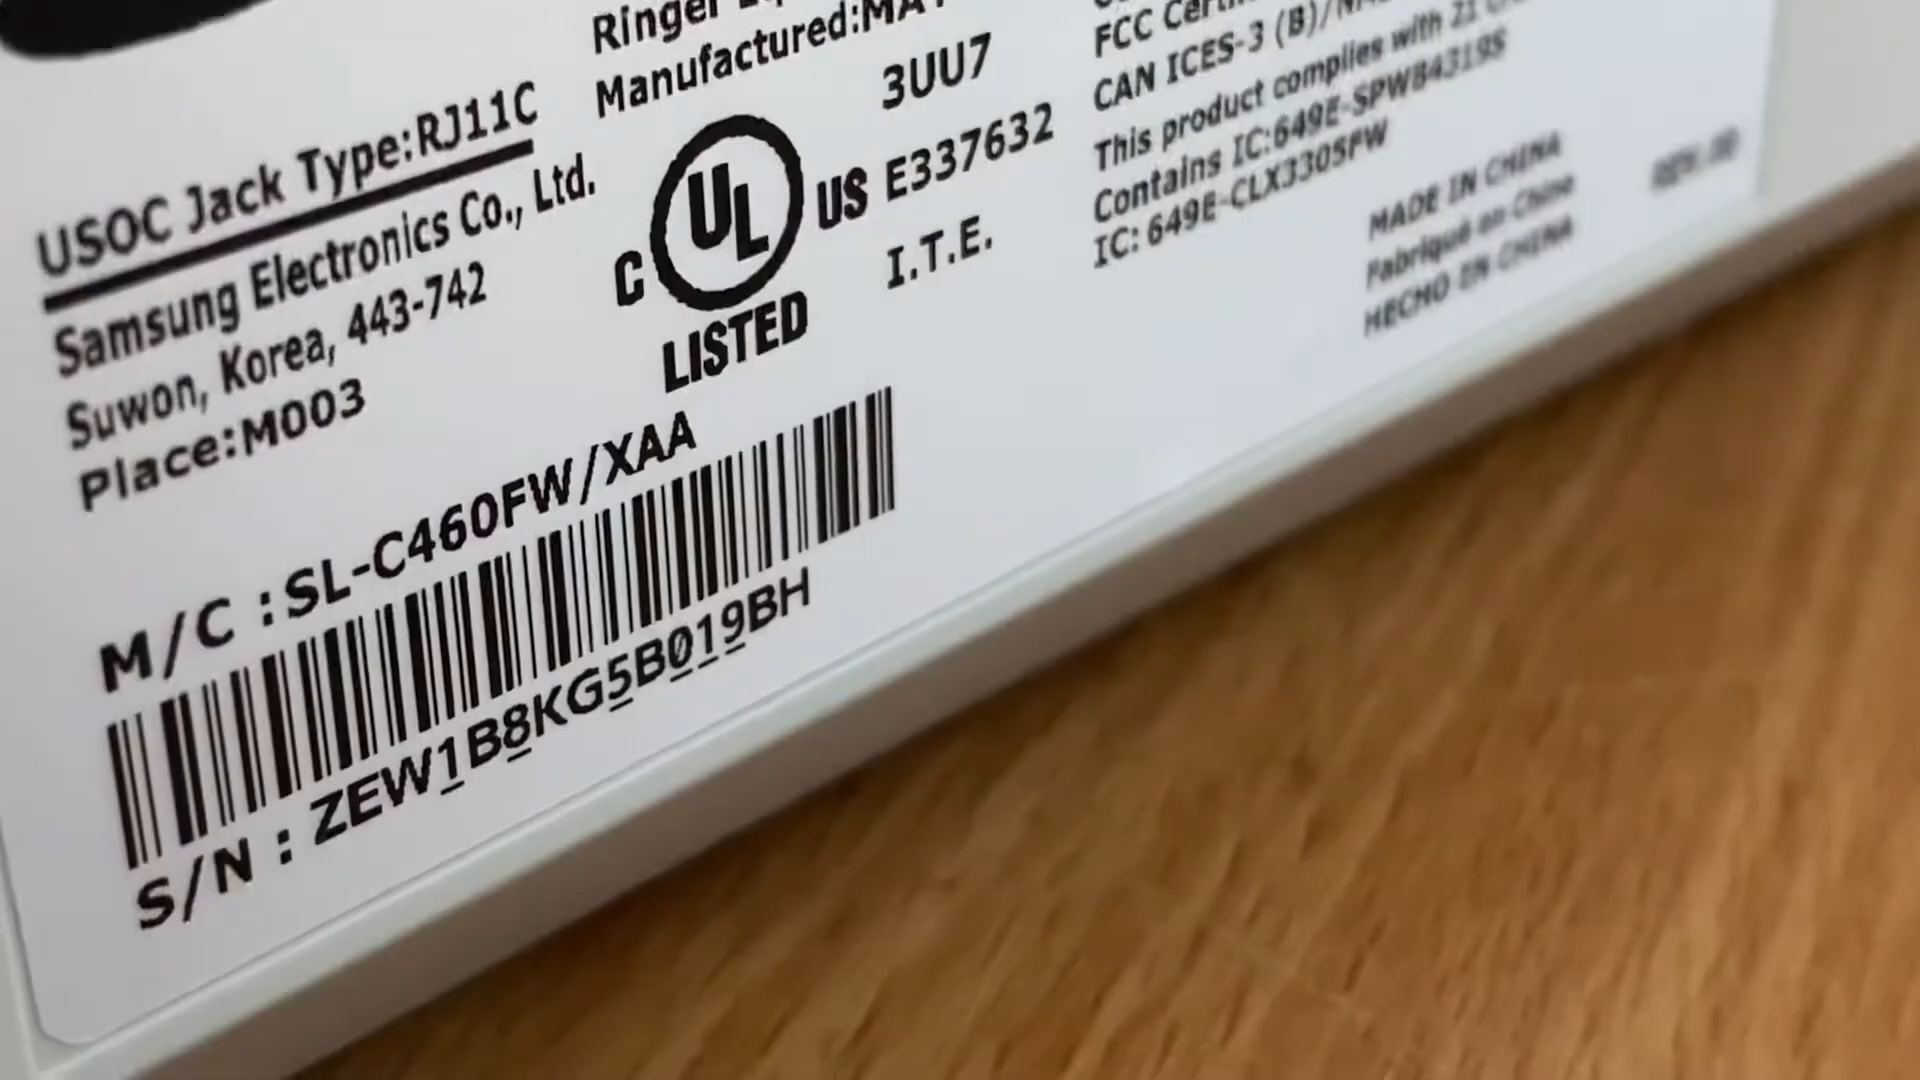 Ringer
Manufactured:MA
USOC Jack Type:RJ11C
Samsung Electronics Co., Ltd.
Suwon, Korea, 443-742
Place:M003
C UL US
LISTED
3UU7
E337632
I.T.E.
FCC
CAN ICES-3 (B)/
This product complies with 21
Contains IC:649E-SPWB4319S
IC: 649E-CLX3305FW
MADE IN CHINA
Fabriqué en Chine
HECHO EN CHINA
M/C :SL-C460FW/XAA
S/N : ZEW1B8KG5B019BH